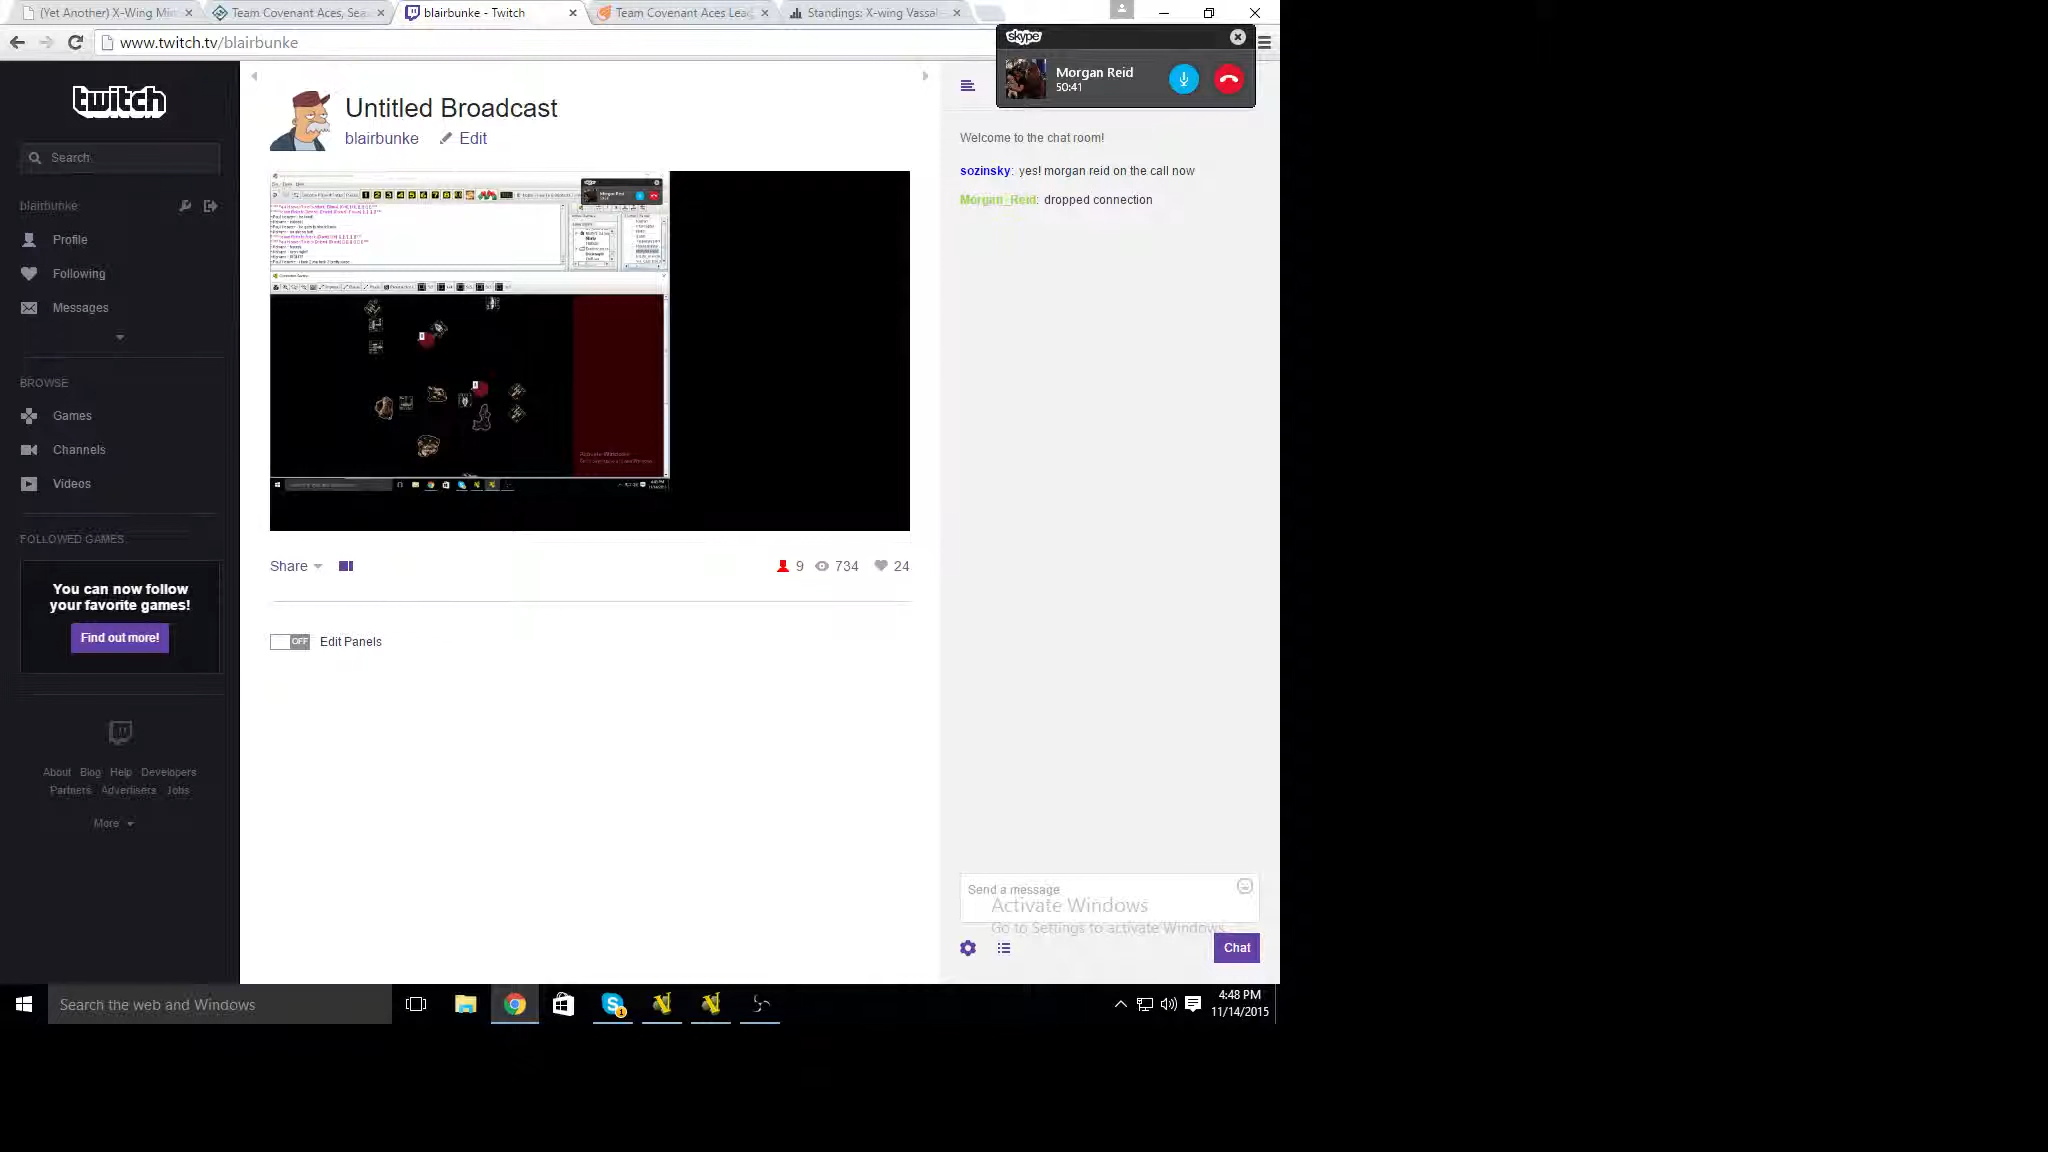 (Yet Another) X-Wing Min
Team Covenant Aces, Sea
blairbunke - Twitch
Team Covenant Aces Lea
Standings: X-wing Vassal
www.twitch.tv/blairbunke
skype
Morgan Reid
50:41
twitch
Search
blairbunke
Profile
Following
Messages
BROWSE
Games
Channels
Videos
FOLLOWED GAMES
You can now follow
your favorite games!
Find out more!
About Blog Help Developers
Partners Advertisers Jobs
More
Untitled Broadcast
blairbunke Edit
Share
9 734 24
OFF Edit Panels
Welcome to the chat room!
sozinsky: yes! morgan reid on the call now
Morgan_Reid: dropped connection
Send a message
Activate Windows
Go to Settings to activate Windows.
Chat
Search the web and Windows
4:48 PM
11/14/2015